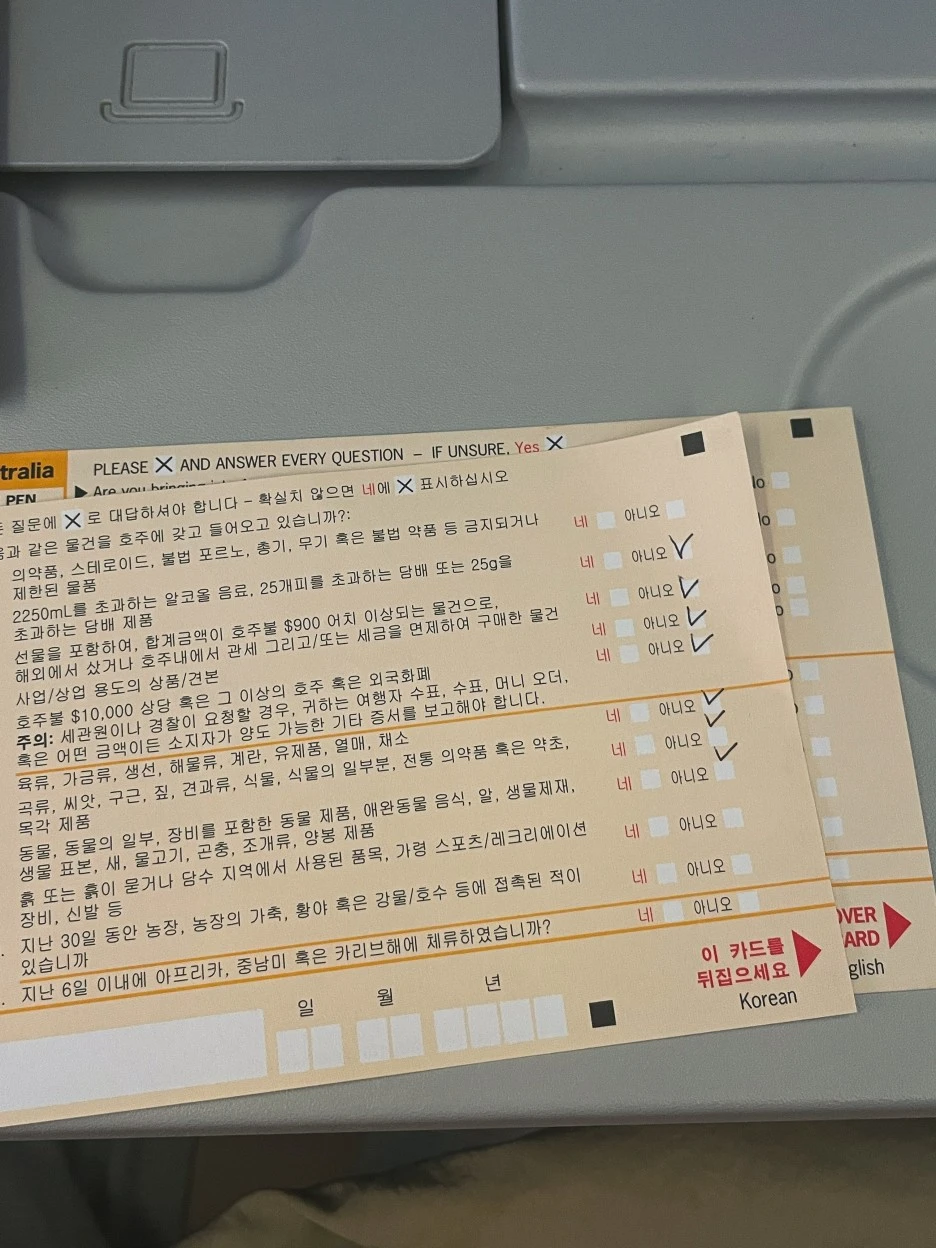 tralia
PEN
PLEASE X AND ANSWER EVERY QUESTION – IF UNSURE, Yes X
Are you bringing into
질문에 X 로 대답하셔야 합니다 – 확실치 않으면 네에 X 표시하십시오
과 같은 물건을 호주에 갖고 들어오고 있습니까?:
의약품, 스테로이드, 불법 포르노, 총기, 무기 혹은 불법 약품 등 금지되거나 네 아니오
제한된 물품
2250mL를 초과하는 알코올 음료, 25개피를 초과하는 담배 또는 25g을 네 아니오
초과하는 담배 제품
선물을 포함하여, 합계금액이 호주불 $900 어치 이상되는 물건으로, 네 아니오
해외에서 샀거나 호주내에서 관세 그리고/또는 세금을 면제하여 구매한 물건
사업/상업 용도의 상품/견본 네 아니오
호주불 $10,000 상당 혹은 그 이상의 호주 혹은 외국화폐 네 아니오
주의: 세관원이나 경찰이 요청할 경우, 귀하는 여행자 수표, 수표, 머니 오더,
혹은 어떤 금액이든 소지자가 양도 가능한 기타 증서를 보고해야 합니다.
육류, 가금류, 생선, 해물류, 계란, 유제품, 열매, 채소 네 아니오
곡류, 씨앗, 구근, 짚, 견과류, 식물, 식물의 일부분, 전통 의약품 혹은 약초, 네 아니오
목각 제품
동물, 동물의 일부, 장비를 포함한 동물 제품, 애완동물 음식, 알, 생물제재, 네 아니오
생물 표본, 새, 물고기, 곤충, 조개류, 양봉 제품
흙 또는 흙이 묻거나 담수 지역에서 사용된 품목, 가령 스포츠/레크리에이션 네 아니오
장비, 신발 등
지난 30일 동안 농장, 농장의 가축, 황야 혹은 강물/호수 등에 접촉된 적이 네 아니오
있습니까
지난 6일 이내에 아프리카, 중남미 혹은 카리브해에 체류하였습니까? 네 아니오
일 월 년
이 카드를
뒤집으세요
Korean
OVER
ARD
glish